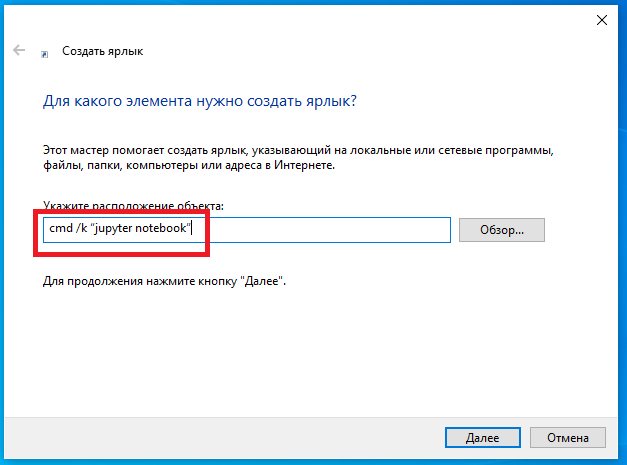 Создать ярлык
Для какого элемента нужно создать ярлык?
Этот мастер помогает создать ярлык, указывающий на локальные или сетевые программы,
файлы, папки, компьютеры или адреса в Интернете.
Укажите расположение объекта:
cmd /k “jupyter notebook”
Обзор...
Для продолжения нажмите кнопку "Далее".
Далее
Отмена